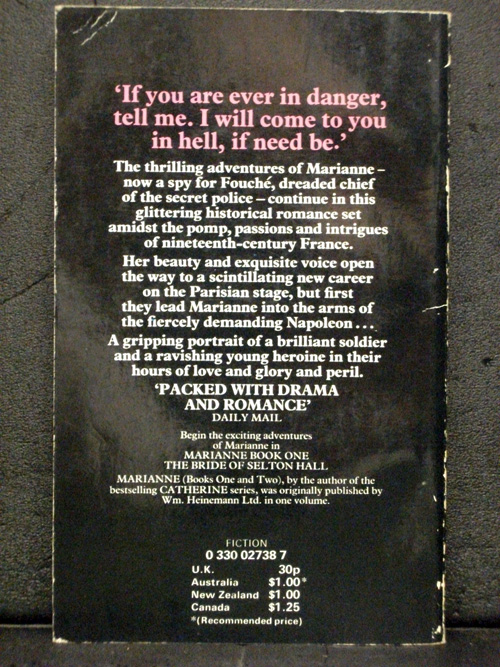 ‘If you are ever in danger,
tell me. I will come to you
in hell, if need be.’
The thrilling adventures of Marianne –
now a spy for Fouché, dreaded chief
of the secret police – continue in this
glittering historical romance set
amidst the pomp, passions and intrigues
of nineteenth-century France.
Her beauty and exquisite voice open
the way to a scintillating new career
on the Parisian stage, but first
they lead Marianne into the arms of
the fiercely demanding Napoleon . . .
A gripping portrait of a brilliant soldier
and a ravishing young heroine in their
hours of love and glory and peril.
‘PACKED WITH DRAMA
AND ROMANCE’
DAILY MAIL
Begin the exciting adventures
of Marianne in
MARIANNE BOOK ONE
THE BRIDE OF SELTON HALL
MARIANNE (Books One and Two), by the author of the
bestselling CATHERINE series, was originally published by
Wm. Heinemann Ltd. in one volume.
FICTION
0 330 02738 7
U.K. 30p
Australia $1.00*
New Zealand $1.00
Canada $1.25
*(Recommended price)